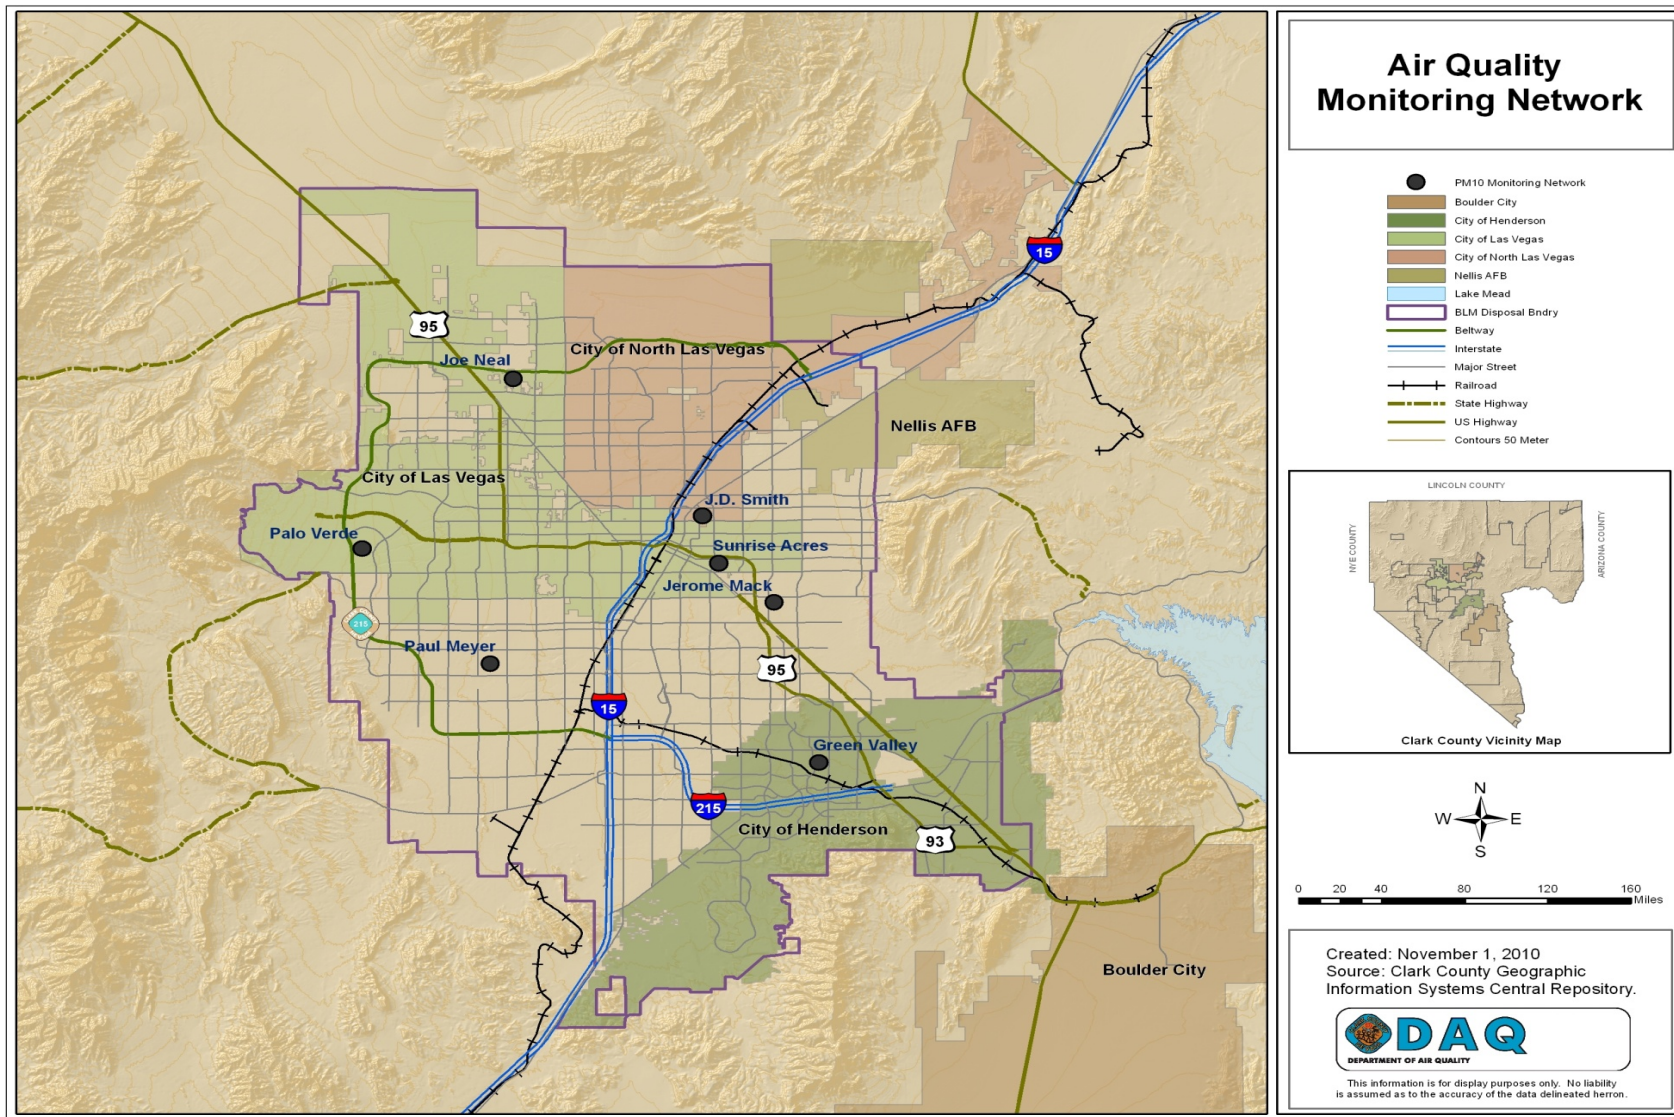 Air Quality
Monitoring Network
PM10 Monitoring Network
Boulder City
City of Henderson
City of Las Vegas
City of North Las Vegas
Nellis AFB
Lake Mead
BLM Disposal Bndry
Beltway
Interstate
Major Street
Railroad
State Highway
US Highway
Contours 50 Meter
15
95
Joe Neal
City of North Las Vegas
Nellis AFB
City of Las Vegas
J.D. Smith
Palo Verde
Sunrise Acres
Jerome Mack
215
Paul Meyer
95
15
Green Valley
215
City of Henderson
93
Boulder City
LINCOLN COUNTY
NYE COUNTY
ARIZONA COUNTY
Clark County Vicinity Map
N
W E
S
0 20 40 80 120 160
Miles
Created: November 1, 2010
Source: Clark County Geographic
Information Systems Central Repository.
DAQ
DEPARTMENT OF AIR QUALITY
This information is for display purposes only. No liability
is assumed as to the accuracy of the data delineated herron.